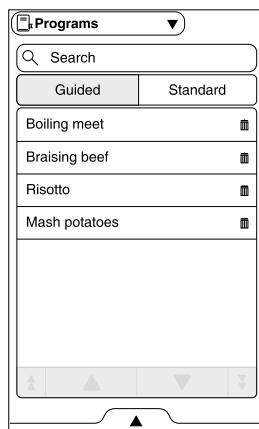 Programs
Search
Guided Standard
Boiling meet
Braising beef
Risotto
Mash potatoes